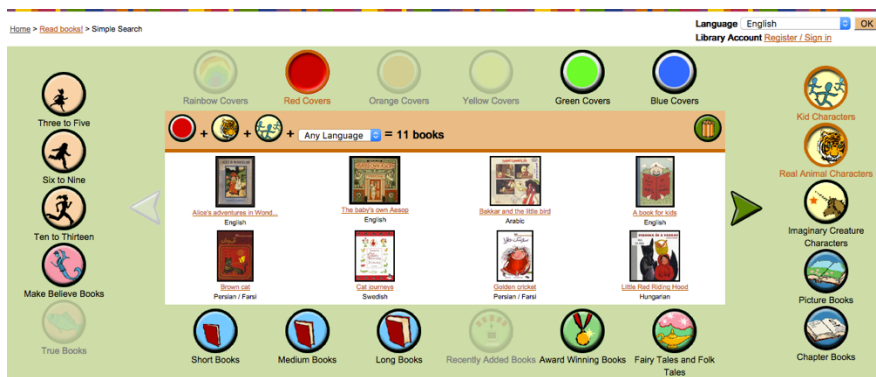 Home > Read books! > Simple Search
Language English OK
Library Account Register / Sign in
Rainbow Covers
Red Covers
Orange Covers
Yellow Covers
Green Covers
Blue Covers
Three to Five
Six to Nine
Ten to Thirteen
Make Believe Books
True Books
+ + + Any Language = 11 books
Alice's adventures in Wond...
English
The baby's own Aesop
English
Bakkar and the little bird
Arabic
A book for kids
English
Brown cat
Persian / Farsi
Cat journeys
Swedish
Golden cricket
Persian / Farsi
Little Red Riding Hood
Hungarian
Kid Characters
Real Animal Characters
Imaginary Creature
Characters
Picture Books
Chapter Books
Short Books
Medium Books
Long Books
Recently Added Books
Award Winning Books
Fairy Tales and Folk
Tales